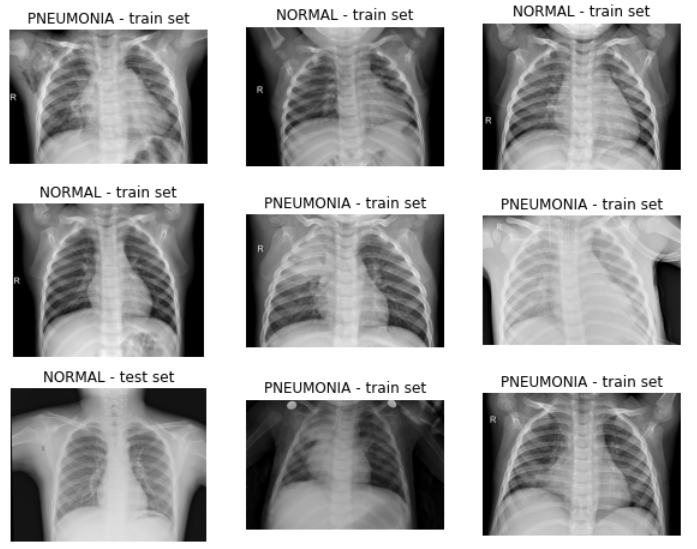 PNEUMONIA - train set
NORMAL - train set
NORMAL - train set
R
R
R
NORMAL - train set
PNEUMONIA - train set
PNEUMONIA - train set
R
R
R
NORMAL - test set
PNEUMONIA - train set
PNEUMONIA - train set
R